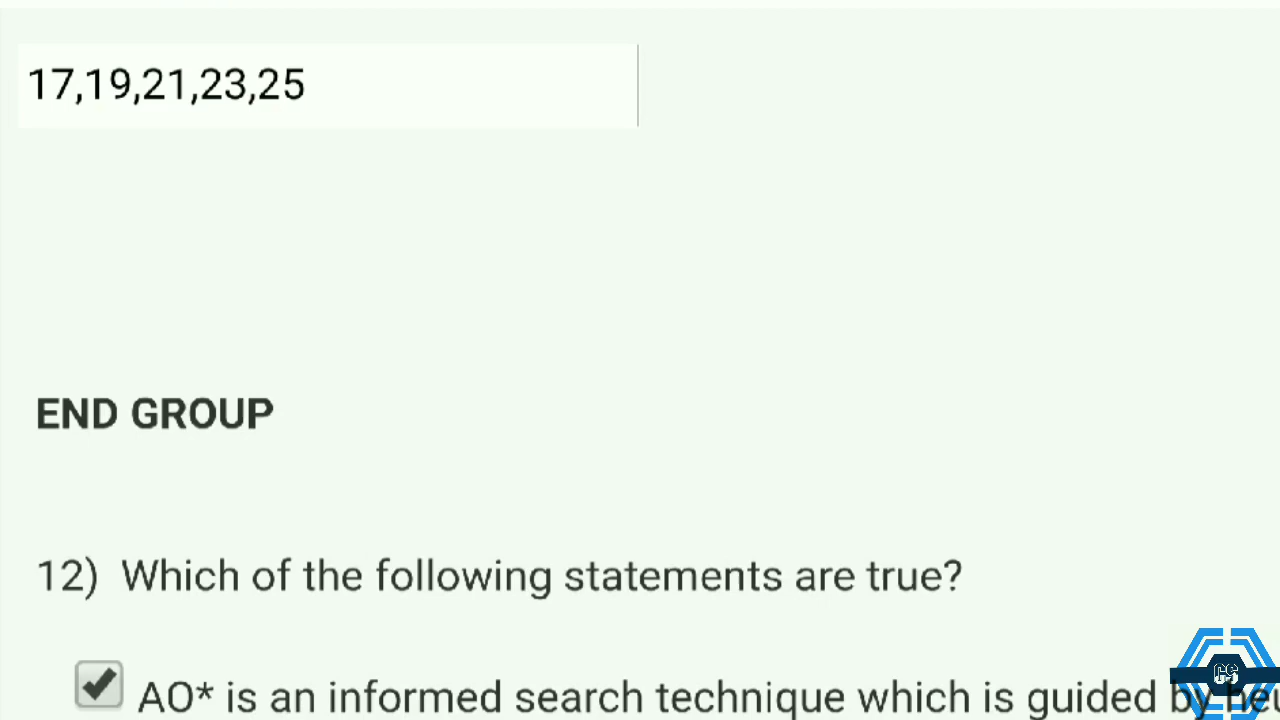 17,19,21,23,25
END GROUP
12) Which of the following statements are true?
AO* is an informed search technique which is guided by